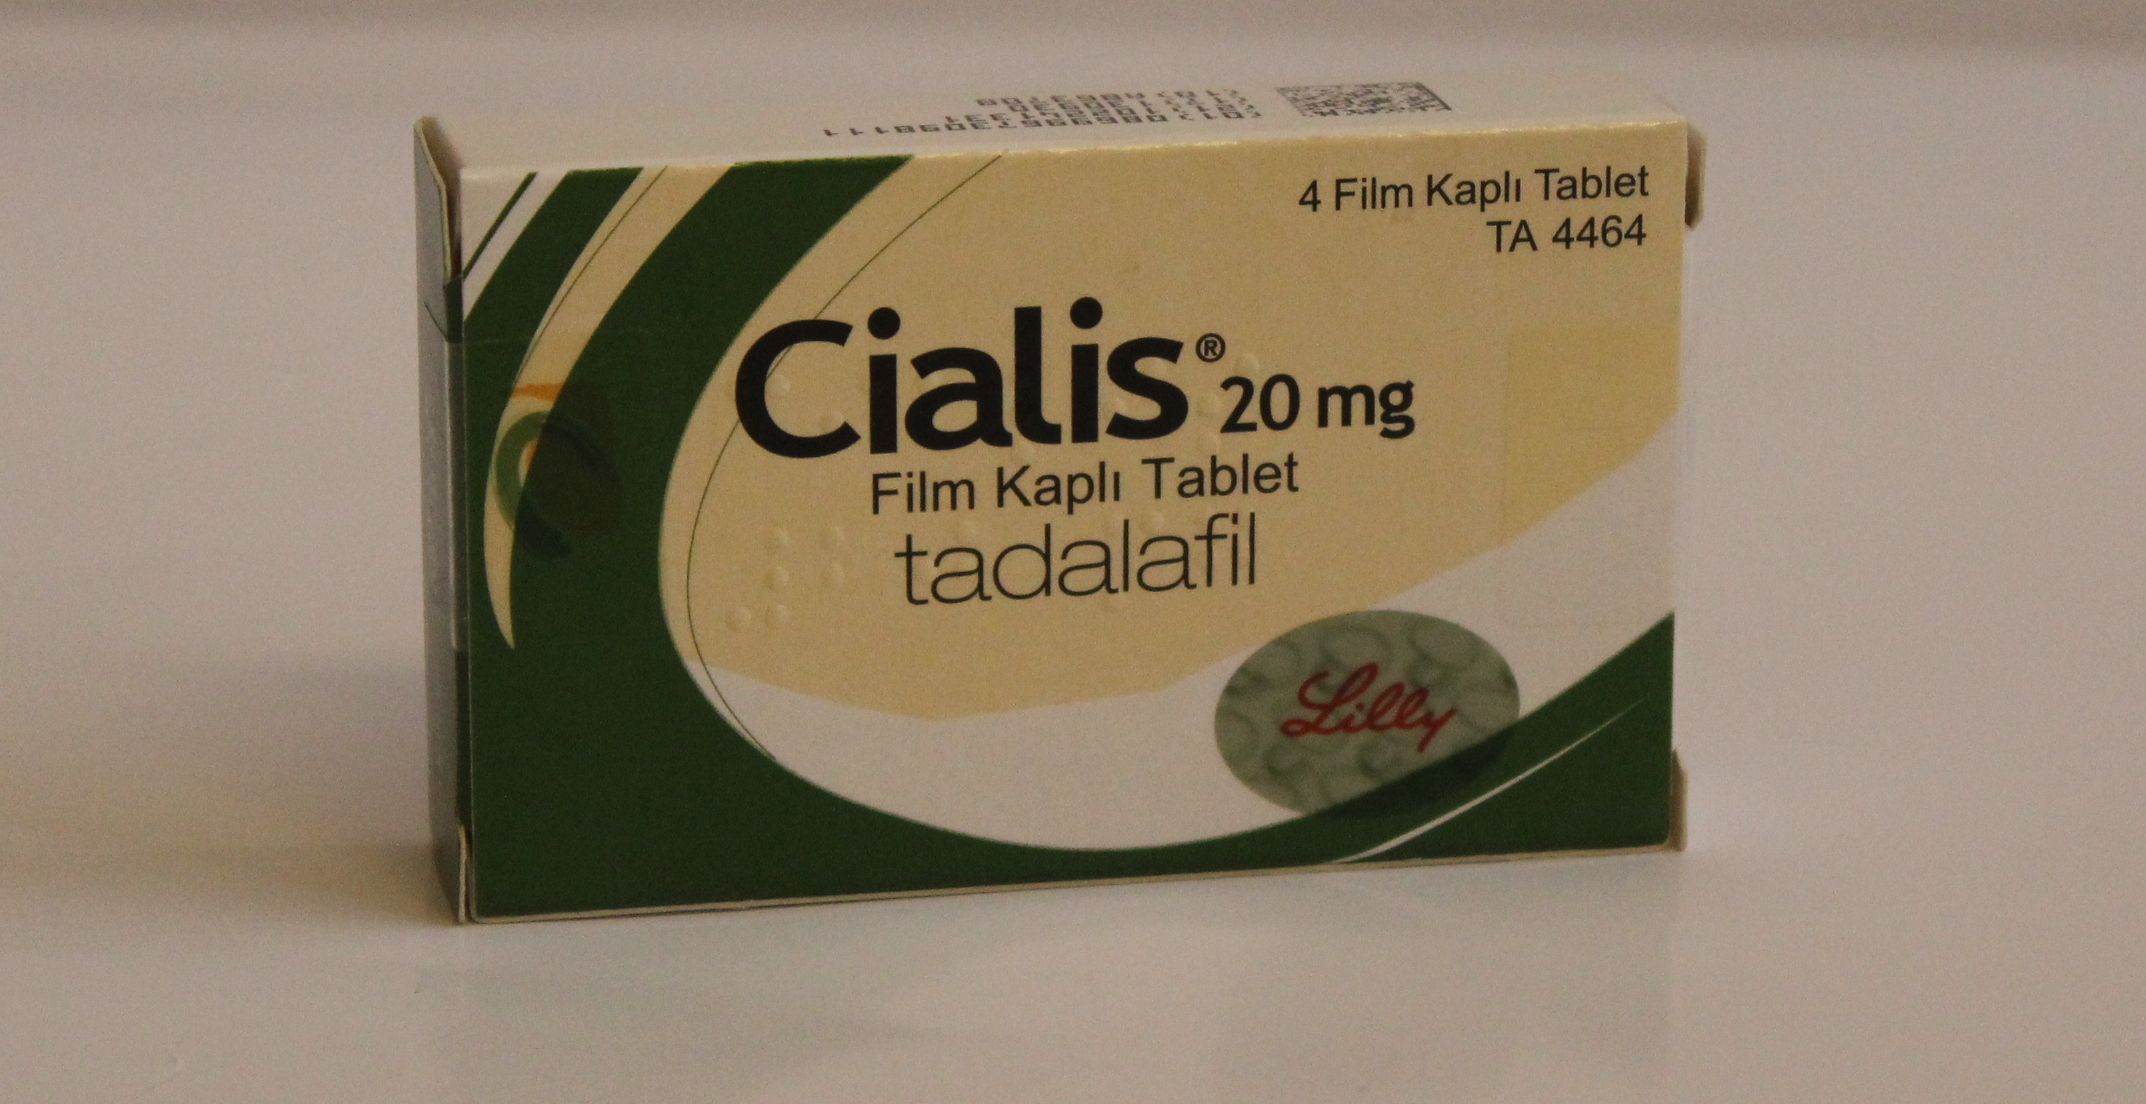 4 Film Kaplı Tablet
TA 4464
Cialis® 20 mg
Film Kaplı Tablet
tadalafil
Lilly